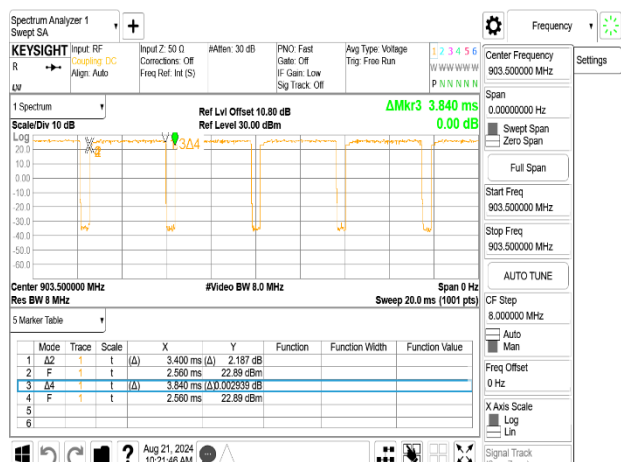 Spectrum Analyzer 1
Swept SA
Frequency
KEYSIGHT
R
Input: RF
Coupling: DC
Align: Auto
Input Z: 50 Ω
Corrections: Off
Freq Ref: Int (S)
#Atten: 30 dB
PNO: Fast
Gate: Off
IF Gain: Low
Sig Track: Off
Avg Type: Voltage
Trig: Free Run
1 2 3 4 5 6
W W W W W W
P N N N N N
1 Spectrum
Scale/Div 10 dB
Ref Lvl Offset 10.80 dB
Ref Level 30.00 dBm
ΔMkr3 3.840 ms
0.00 dB
Log
20.0
10.0
0.00
-10.0
-20.0
-30.0
-40.0
-50.0
-60.0
3Δ4
Center 903.500000 MHz
Res BW 8 MHz
#Video BW 8.0 MHz
Span 0 Hz
Sweep 20.0 ms (1001 pts)
5 Marker Table
Mode Trace Scale X Y Function Function Width Function Value
1 Δ2 1 t (Δ) 3.400 ms (Δ) 2.187 dB
2 F 1 t 2.560 ms 22.89 dBm
3 Δ4 1 t (Δ) 3.840 ms (Δ) 0.002939 dB
4 F 1 t 2.560 ms 22.89 dBm
5
6
Aug 21, 2024
10:21:46 AM
Center Frequency
903.500000 MHz
Span
0.00000000 Hz
Swept Span
Zero Span
Full Span
Start Freq
903.500000 MHz
Stop Freq
903.500000 MHz
AUTO TUNE
CF Step
8.000000 MHz
Auto
Man
Freq Offset
0 Hz
X Axis Scale
Log
Lin
Signal Track
Settings